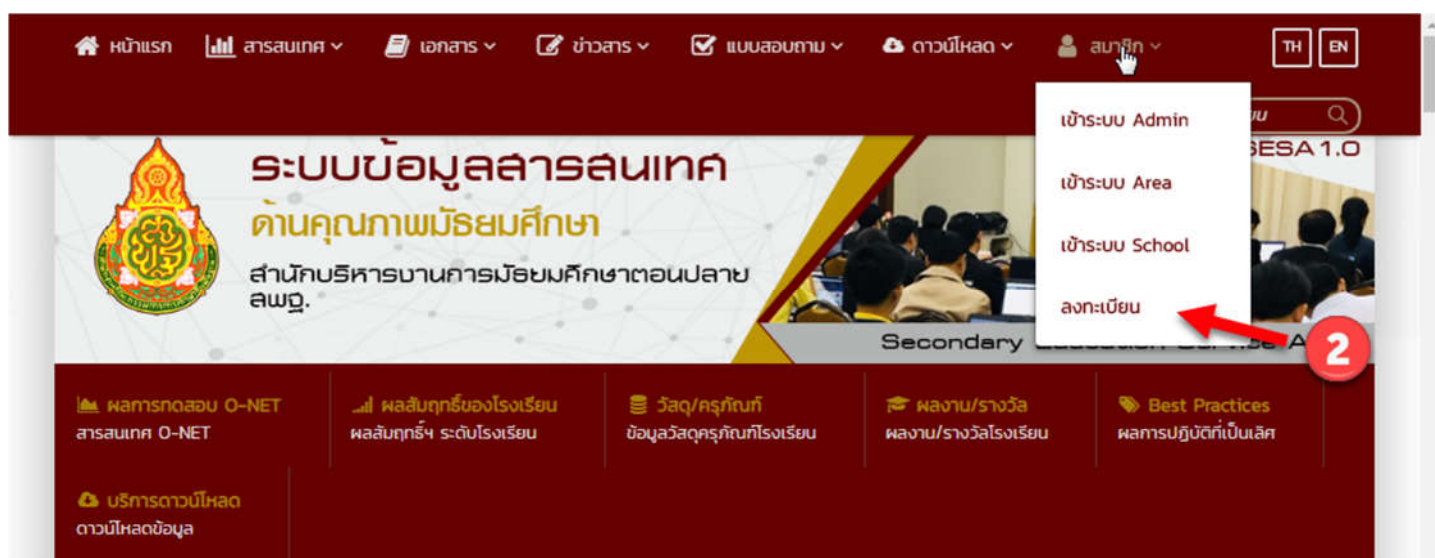 หน้าแรก สารสนเทศ เอกสาร ข่าวสาร แบบสอบถาม ดาวน์โหลด สมาชิก TH EN
เข้าระบบ Admin
เข้าระบบ Area
เข้าระบบ School
ลงทะเบียน
2
SESA 1.0
ระบบข้อมูลสารสนเทศ
ด้านคุณภาพมัธยมศึกษา
สำนักบริหารงานการมัธยมศึกษาตอนปลาย
สพฐ.
Secondary
ผลการทดสอบ O-NET
สารสนเทศ O-NET
ผลสัมฤทธิ์ของโรงเรียน
ผลสัมฤทธิ์ฯ ระดับโรงเรียน
วัสดุ/ครุภัณฑ์
ข้อมูลวัสดุครุภัณฑ์โรงเรียน
ผลงาน/รางวัล
ผลงาน/รางวัลโรงเรียน
Best Practices
ผลการปฏิบัติที่เป็นเลิศ
บริการดาวน์โหลด
ดาวน์โหลดข้อมูล